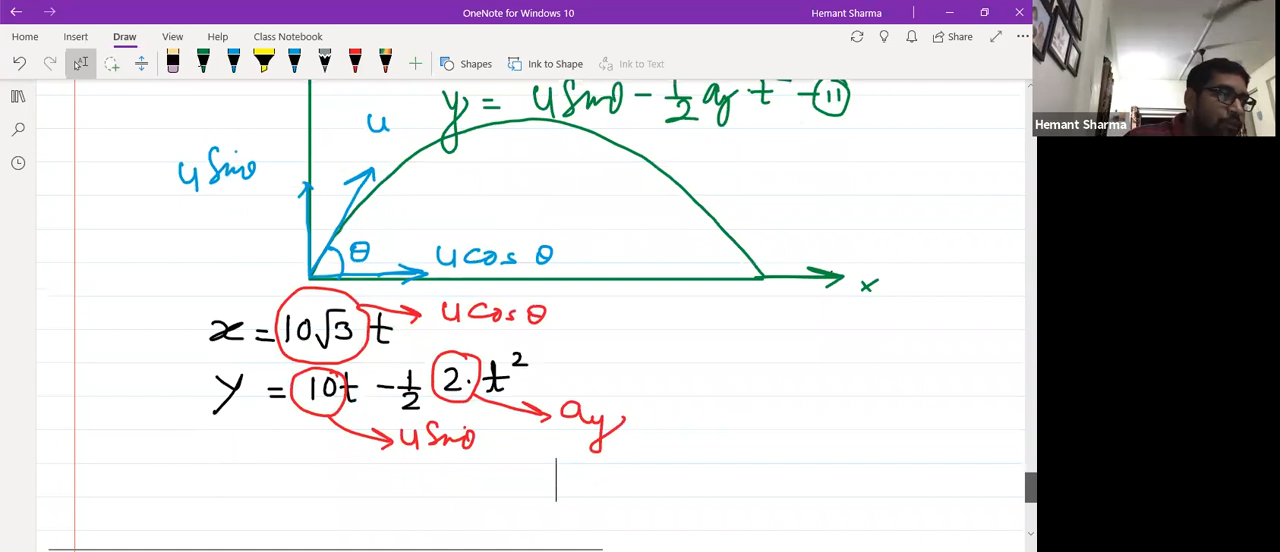 OneNote for Windows 10
Hemant Sharma
Home Insert Draw View Help Class Notebook
Share
Shapes
Ink to Shape
Ink to Text
Hemant Sharma
y = u Sinθ - 1/2 ay t² - (11)
u
u Sinθ
θ
u cos θ
x
x = 10√3 t
u cos θ
y = 10t - 1/2 2. t²
ay
u Sinθ